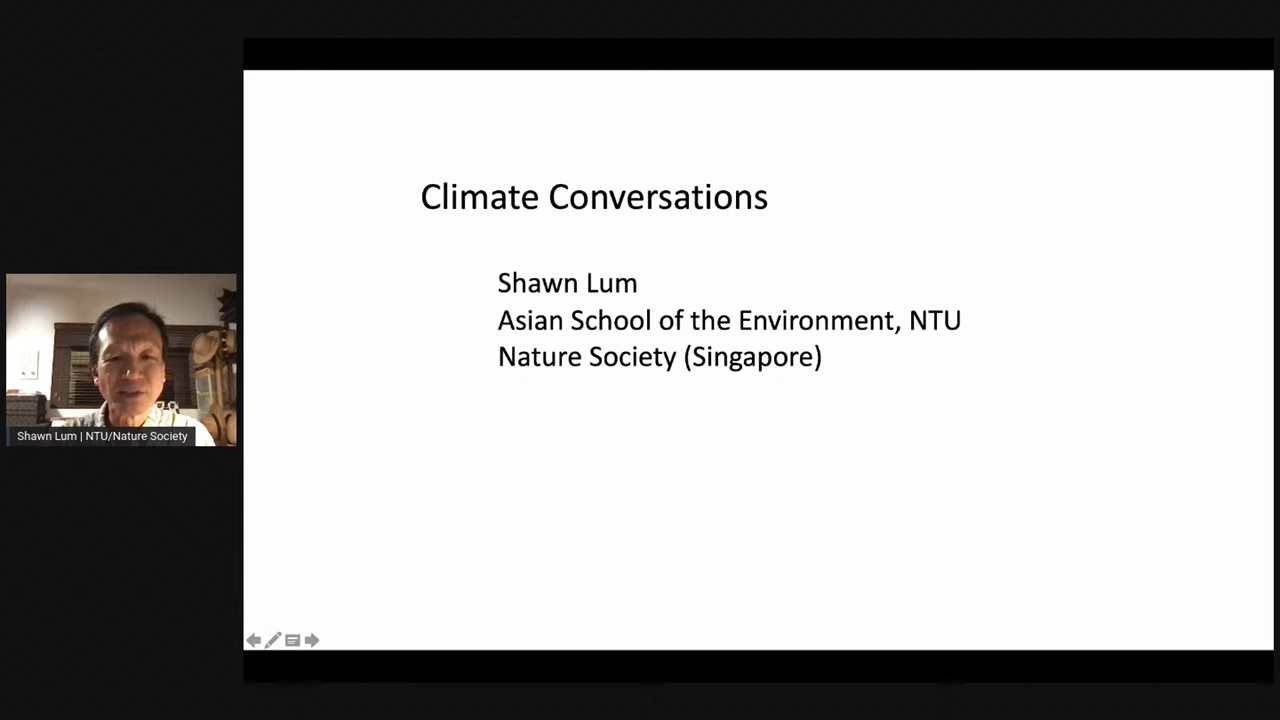 Climate Conversations
Shawn Lum
Asian School of the Environment, NTU
Nature Society (Singapore)
Shawn Lum | NTU/Nature Society